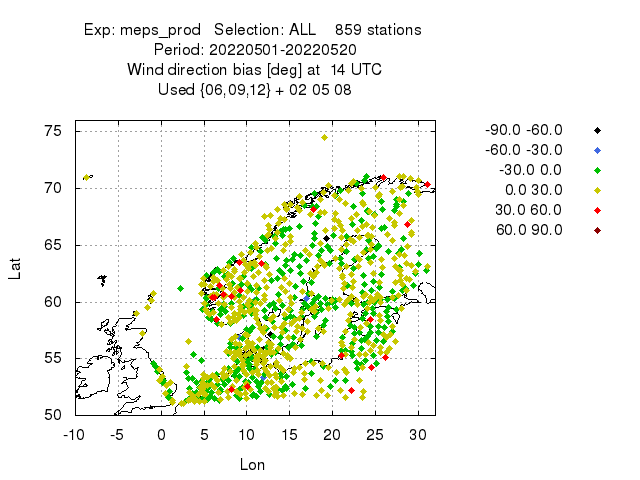 Exp: meps_prod   Selection: ALL    859 stations
Period: 20220501-20220520
Wind direction bias [deg] at  14 UTC
Used {06,09,12} + 02 05 08
-90.0 -60.0
-60.0 -30.0
-30.0 0.0
0.0 30.0
30.0 60.0
60.0 90.0
75
70
65
60
55
50
Lat
-10 -5 0 5 10 15 20 25 30
Lon